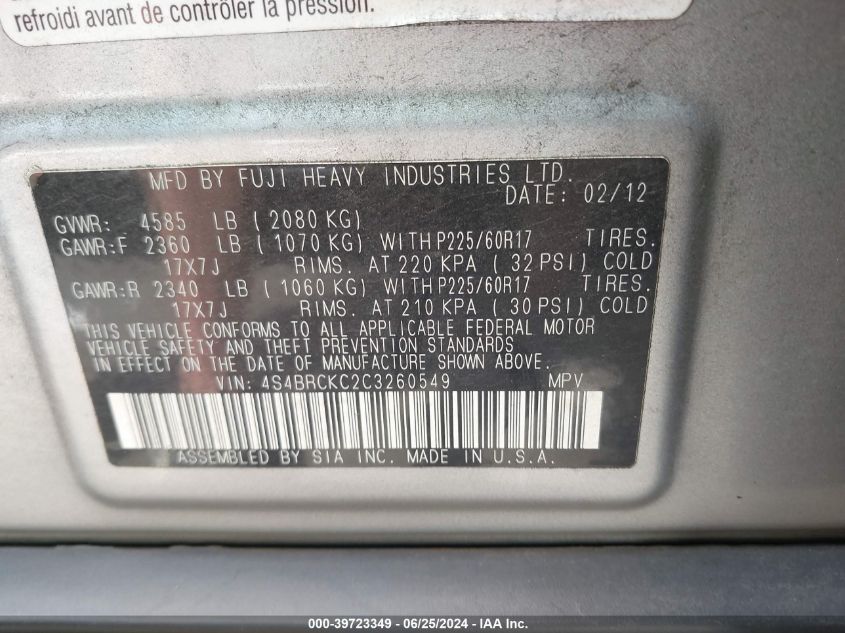 refroidi avant de contrôler la pression.
MFD BY FUJI HEAVY INDUSTRIES LTD.
DATE: 02/12
GVWR: 4585 LB ( 2080 KG)
GAWR:F 2360 LB ( 1070 KG) WITH P225/60R17 TIRES.
17X7J RIMS. AT 220 KPA ( 32 PSI) COLD
GAWR:R 2340 LB ( 1060 KG) WITH P225/60R17 TIRES.
17X7J RIMS. AT 210 KPA ( 30 PSI) COLD
THIS VEHICLE CONFORMS TO ALL APPLICABLE FEDERAL MOTOR
VEHICLE SAFETY AND THEFT PREVENTION STANDARDS
IN EFFECT ON THE DATE OF MANUFACTURE SHOWN ABOVE.
VIN: 4S4BRCKC2C3260549 MPV
ASSEMBLED BY SIA INC. MADE IN U.S.A.
000-39723349 - 06/25/2024 - IAA Inc.